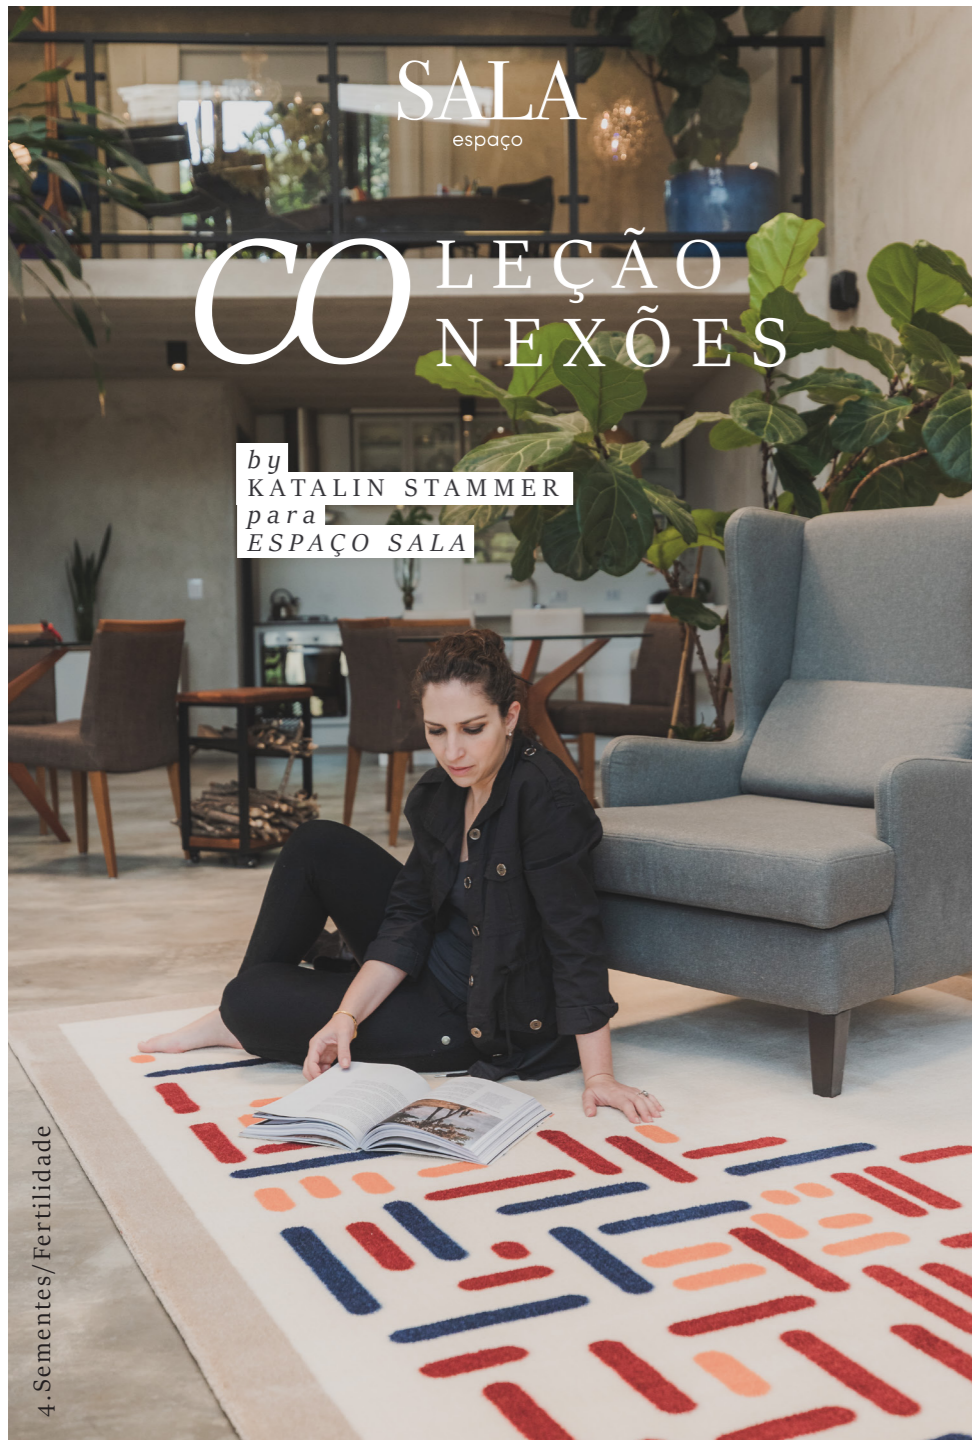 SALA
espaço
CO LEÇÃO
NEXÕES
by
KATALIN STAMMER
para
ESPAÇO SALA
4.Sementes/Fertilidade